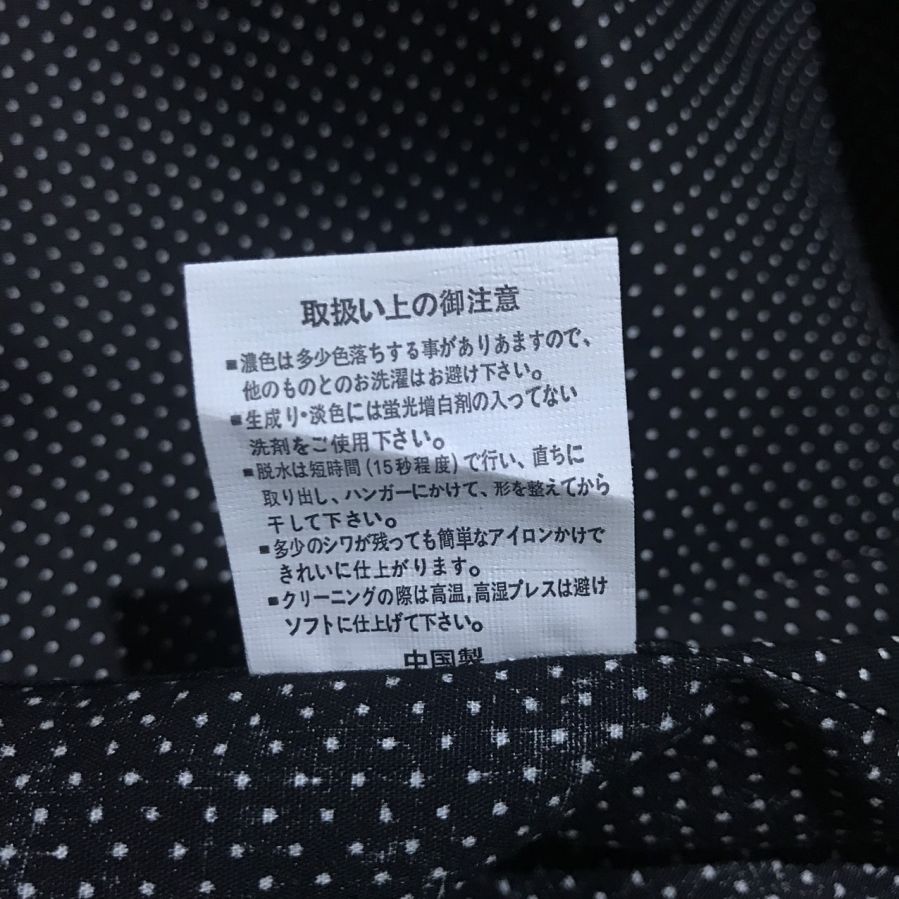 取扱い上の御注意
■濃色は多少色落ちする事がありあますので、
他のものとのお洗濯はお避け下さい。
■生成り・淡色には蛍光増白剤の入ってない
洗剤をご使用下さい。
■脱水は短時間(15秒程度)で行い、直ちに
取り出し、ハンガーにかけて、形を整えてから
干して下さい。
■多少のシワが残っても簡単なアイロンかけで
きれいに仕上がります。
■クリーニングの際は高温,高湿プレスは避け
ソフトに仕上げて下さい。
中国製